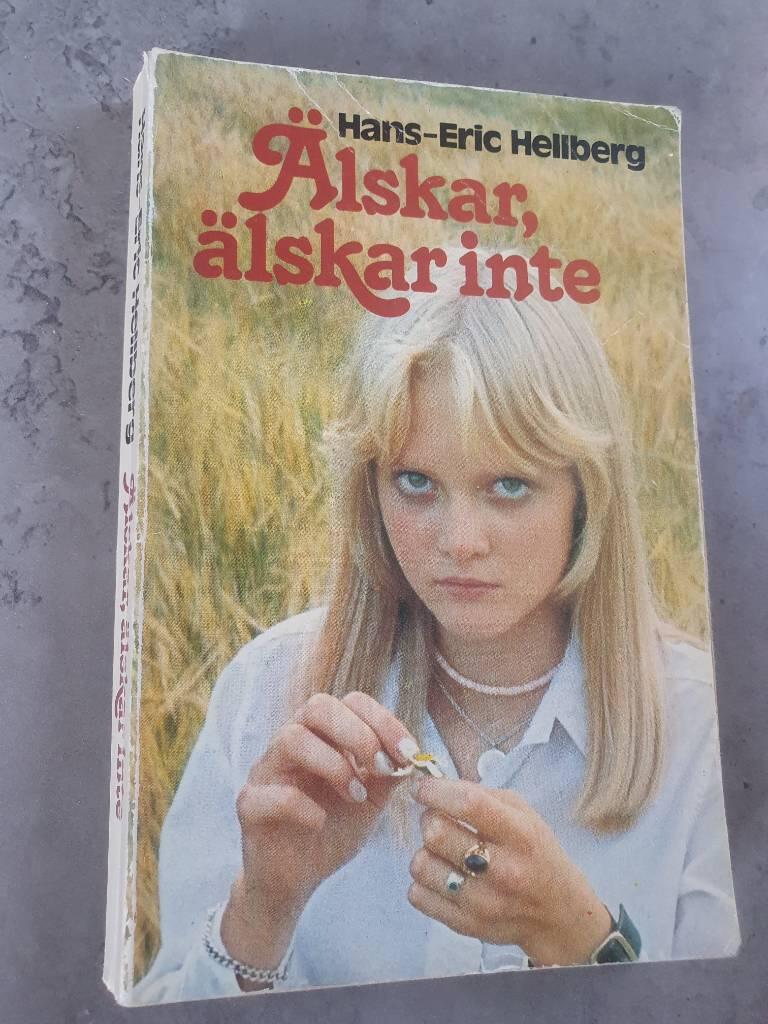 Hans-Eric Hellberg
Älskar,
älskar inte
Hans-Eric Hellberg Älskar, älskar inte